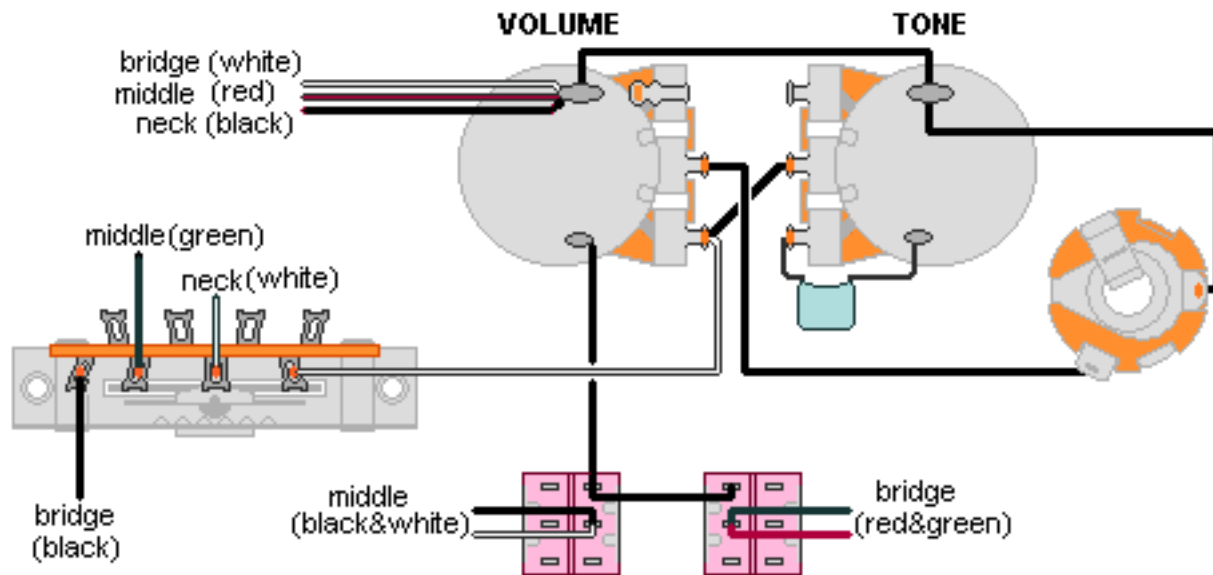 VOLUME
TONE
bridge (white)
middle (red)
neck (black)
middle (green)
neck (white)
bridge
(black)
middle
(black&white)
bridge
(red&green)